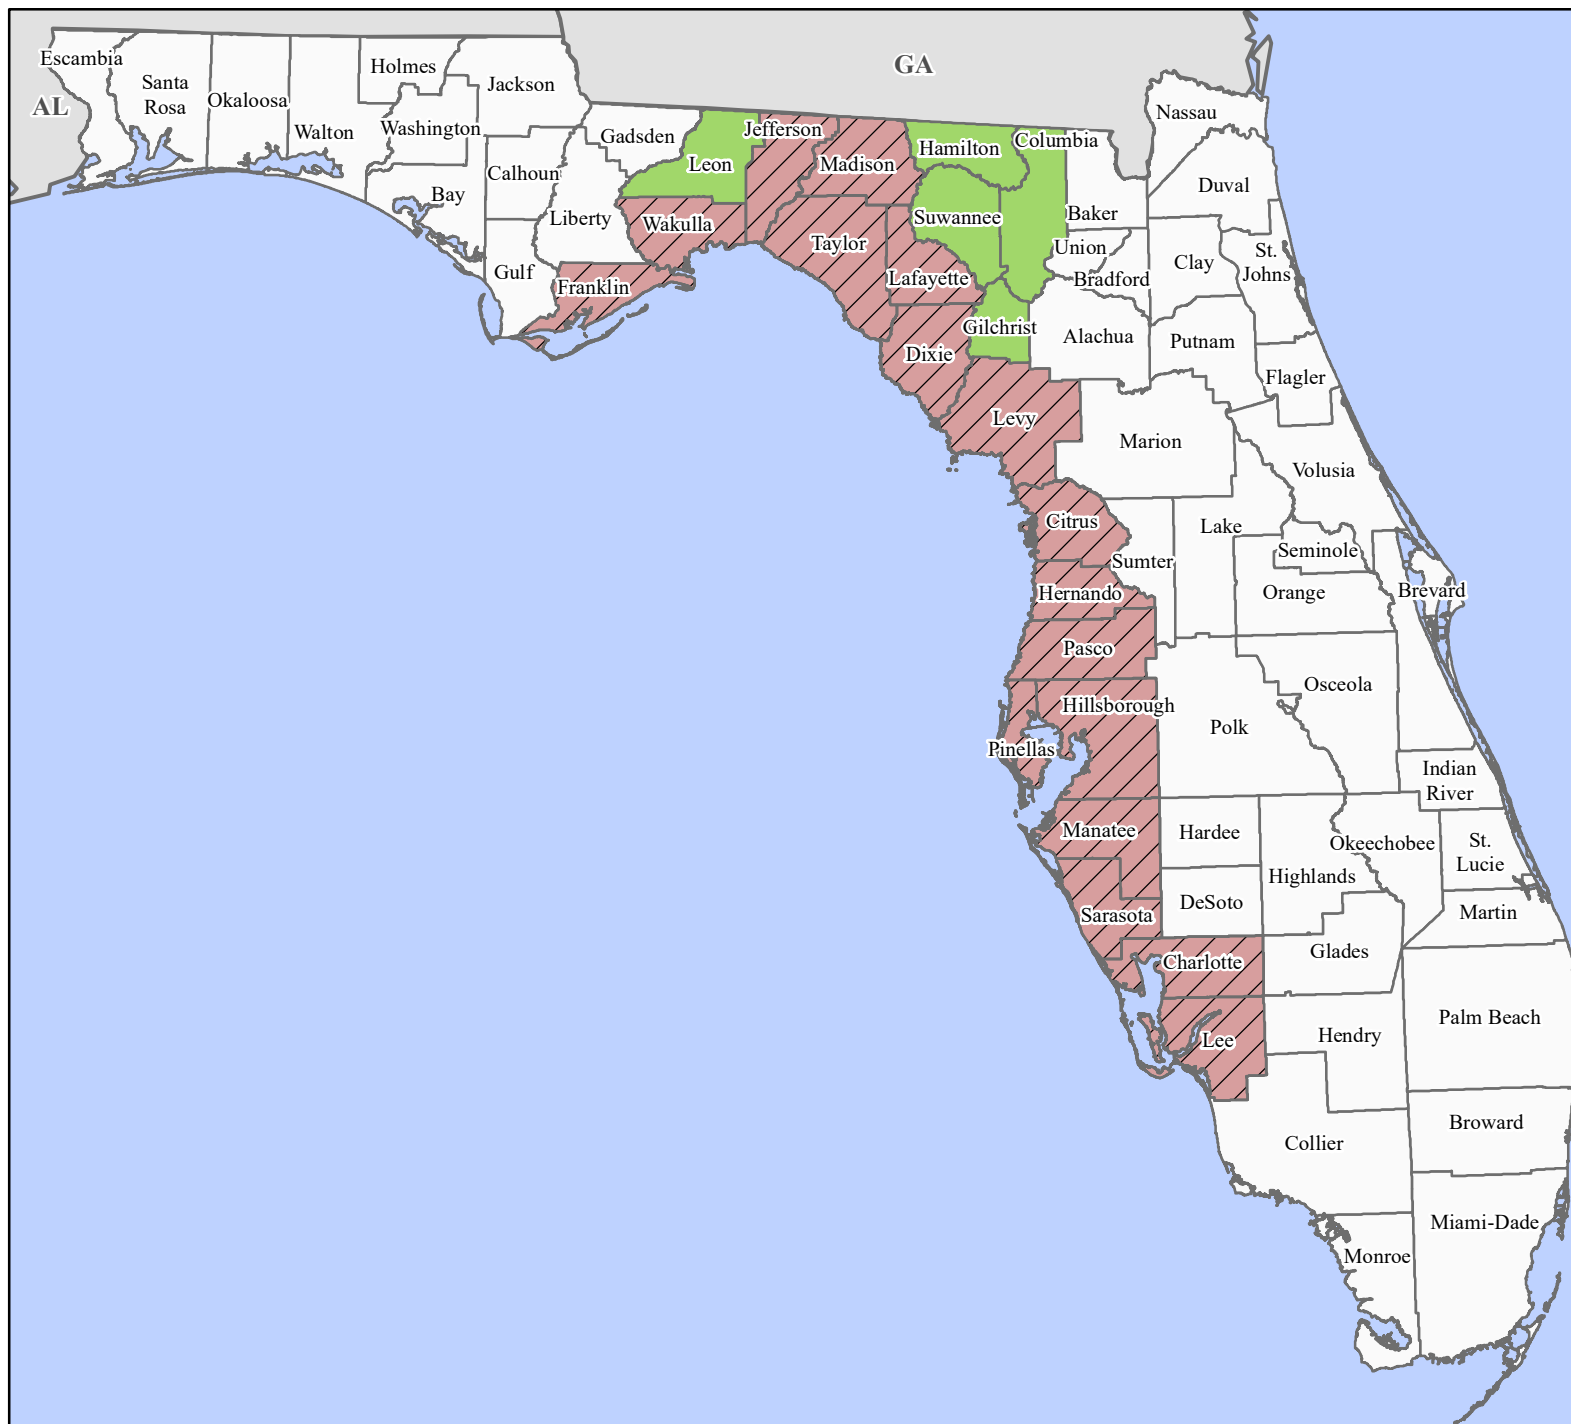 Escambia
Santa
Rosa
Okaloosa
Walton
Holmes
Washington
Jackson
Bay
Calhoun
Gulf
Liberty
Gadsden
Franklin
Leon
Wakulla
Jefferson
Madison
Taylor
Hamilton
Suwannee
Lafayette
Dixie
Columbia
Gilchrist
Levy
AL
GA
Nassau
Duval
Baker
Union
Bradford
Clay
St.
Johns
Alachua
Putnam
Flagler
Marion
Volusia
Citrus
Sumter
Lake
Seminole
Orange
Brevard
Hernando
Pasco
Hillsborough
Pinellas
Polk
Osceola
Indian
River
Manatee
Hardee
Highlands
Okeechobee
St.
Lucie
Sarasota
DeSoto
Martin
Charlotte
Glades
Lee
Hendry
Palm Beach
Collier
Broward
Miami-Dade
Monroe